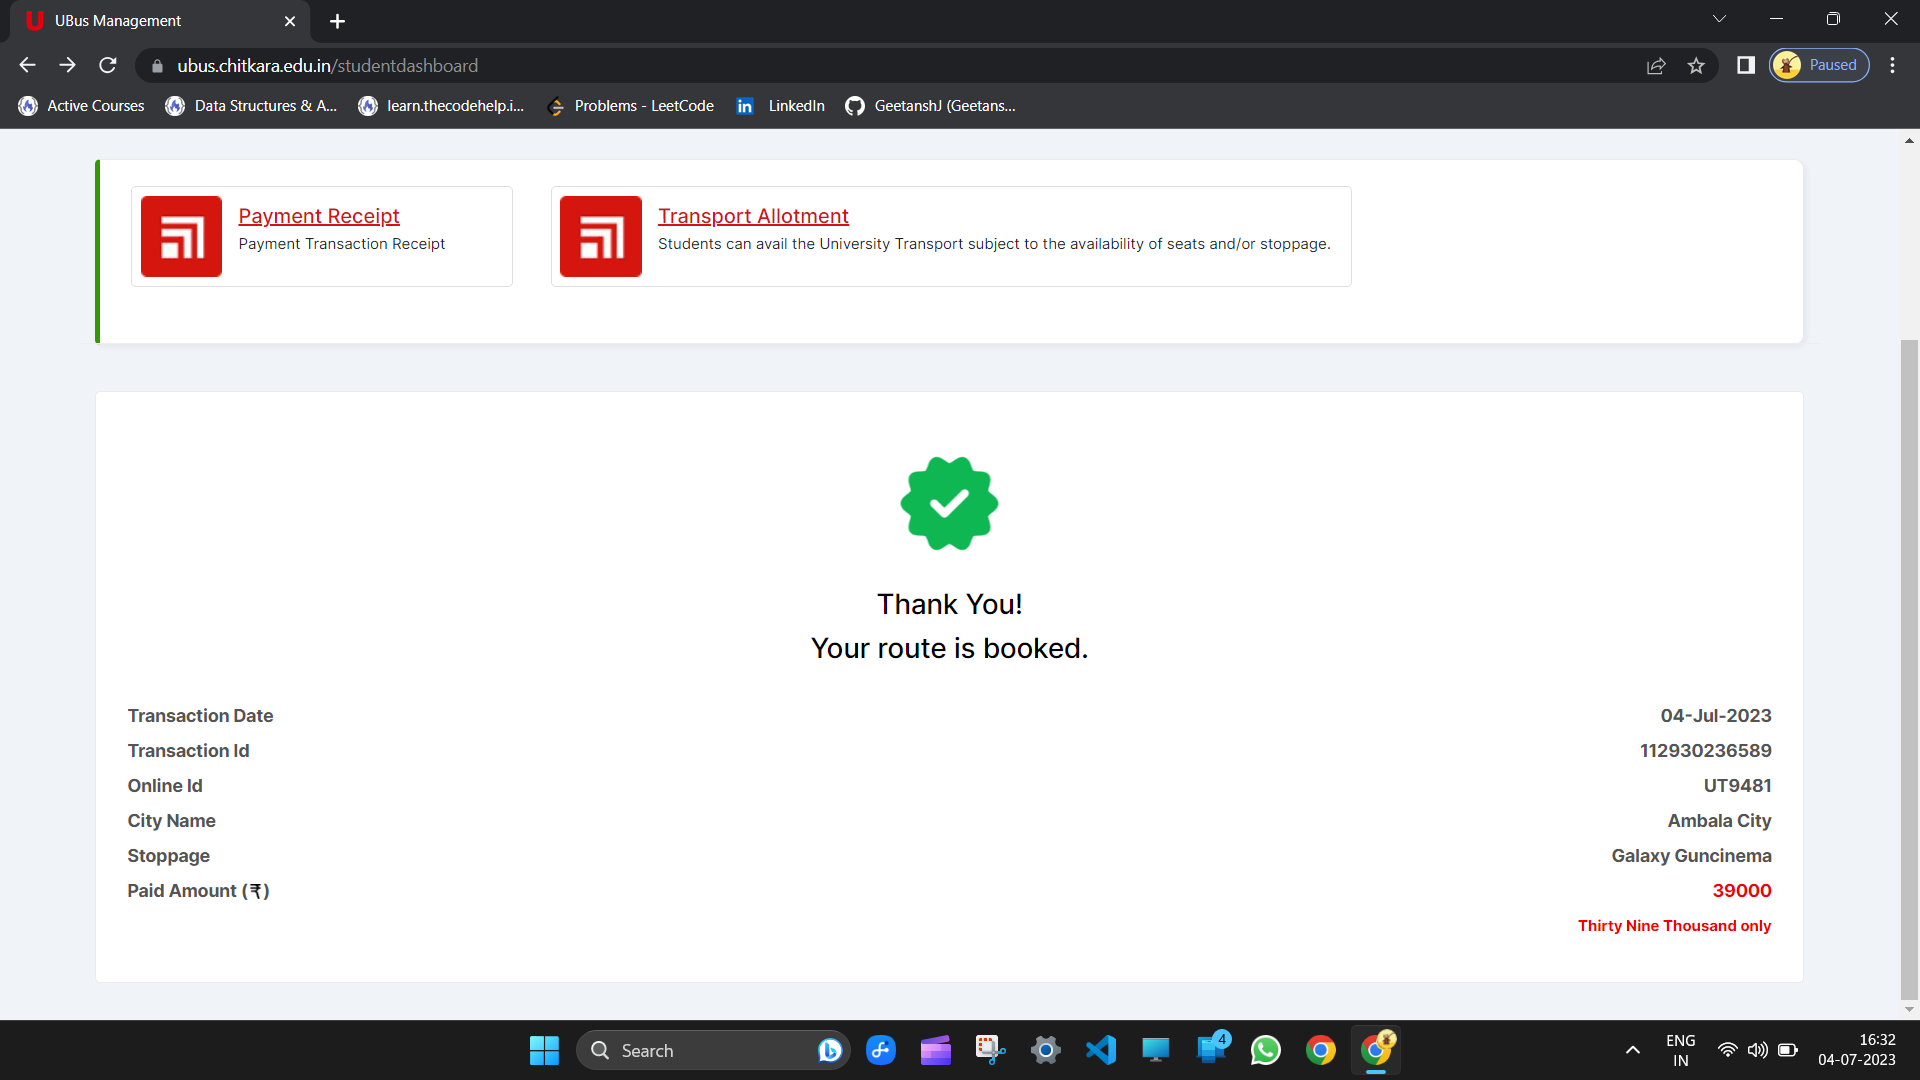 UBus Management
ubus.chitkara.edu.in/studentdashboard
Paused
Active Courses
Data Structures & A...
learn.thecodehelp.i...
Problems - LeetCode
LinkedIn
GeetanshJ (Geetans...
Payment Receipt
Payment Transaction Receipt
Transport Allotment
Students can avail the University Transport subject to the availability of seats and/or stoppage.
Thank You!
Your route is booked.
Transaction Date 04-Jul-2023
Transaction Id 112930236589
Online Id UT9481
City Name Ambala City
Stoppage Galaxy Guncinema
Paid Amount (₹) 39000
Thirty Nine Thousand only
Search
4
ENG
IN
16:32
04-07-2023